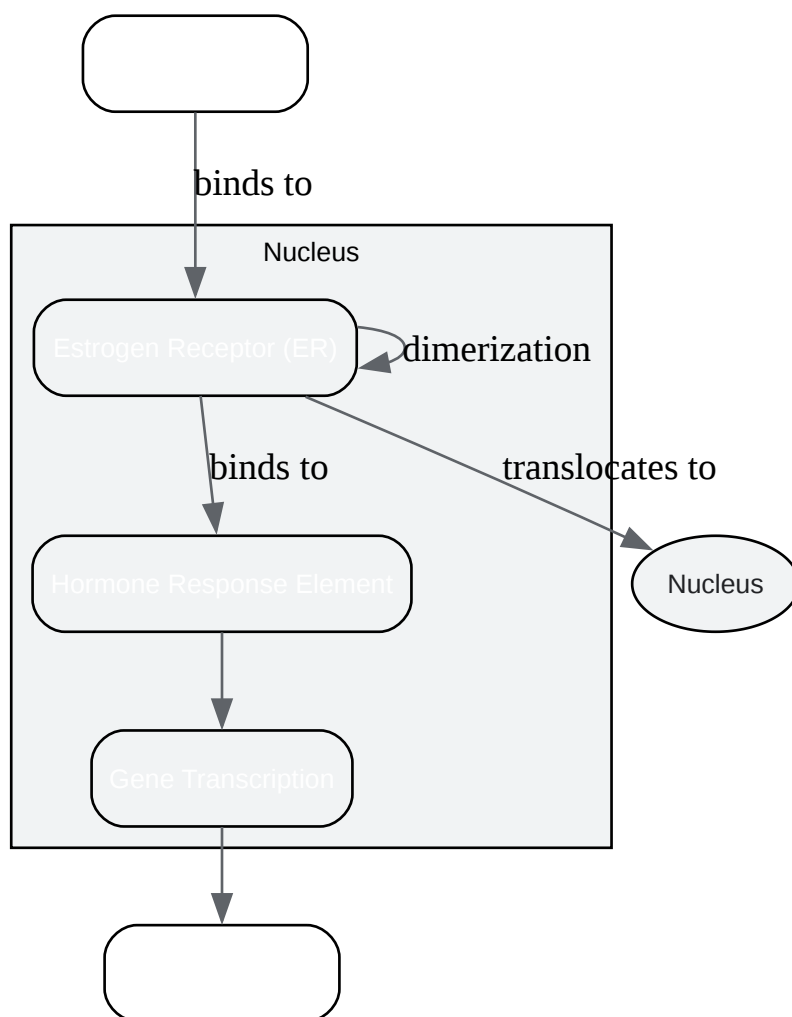 binds to
Nucleus
Estrogen Receptor (ER)
dimerization
binds to
translocates to
Hormone Response Element
Nucleus
Gene Transcription